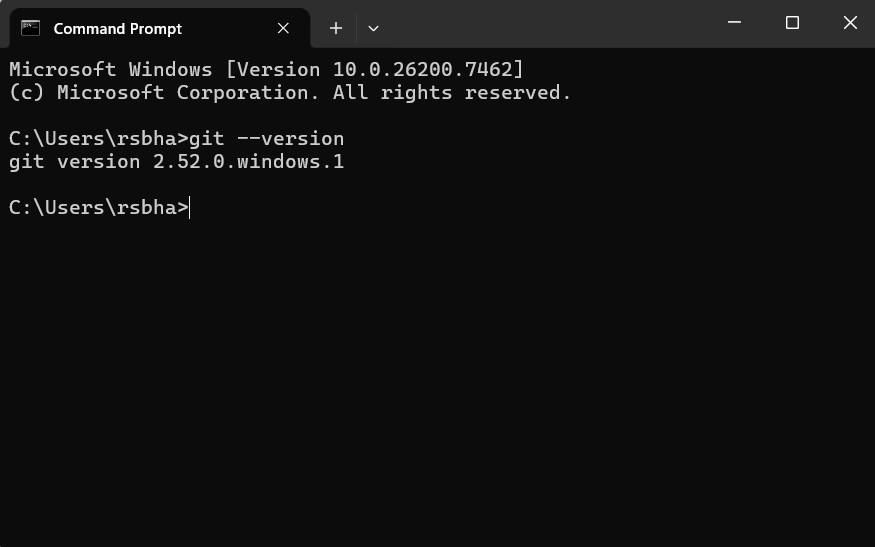 Command Prompt
Microsoft Windows [Version 10.0.26200.7462]
(c) Microsoft Corporation. All rights reserved.
C:\Users\rsbha>git --version
git version 2.52.0.windows.1
C:\Users\rsbha>